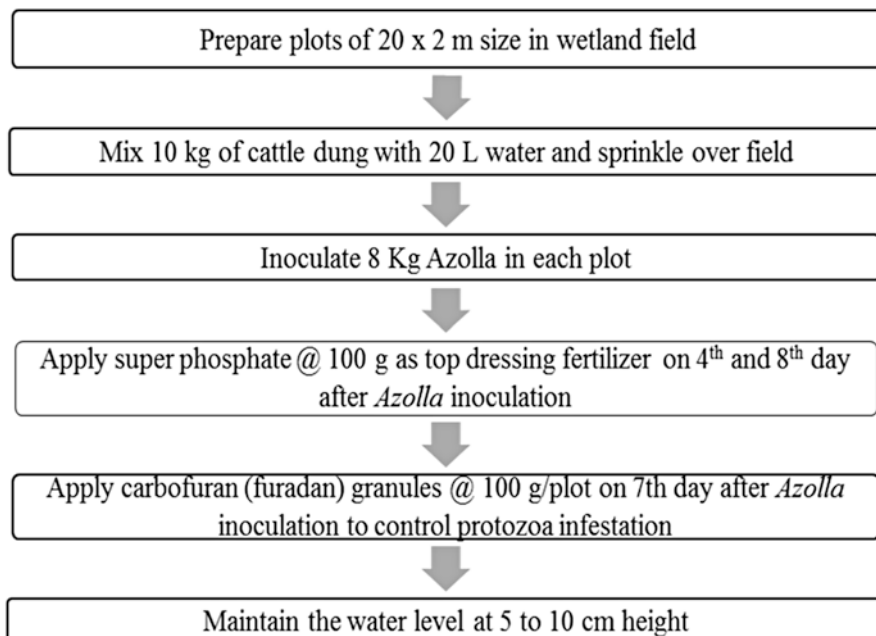 Prepare plots of 20 x 2 m size in wetland field
Mix 10 kg of cattle dung with 20 L water and sprinkle over field
Inoculate 8 Kg Azolla in each plot
Apply super phosphate @ 100 g as top dressing fertilizer on 4th and 8th day
after Azolla inoculation
Apply carbofuran (furadan) granules @ 100 g/plot on 7th day after Azolla
inoculation to control protozoa infestation
Maintain the water level at 5 to 10 cm height